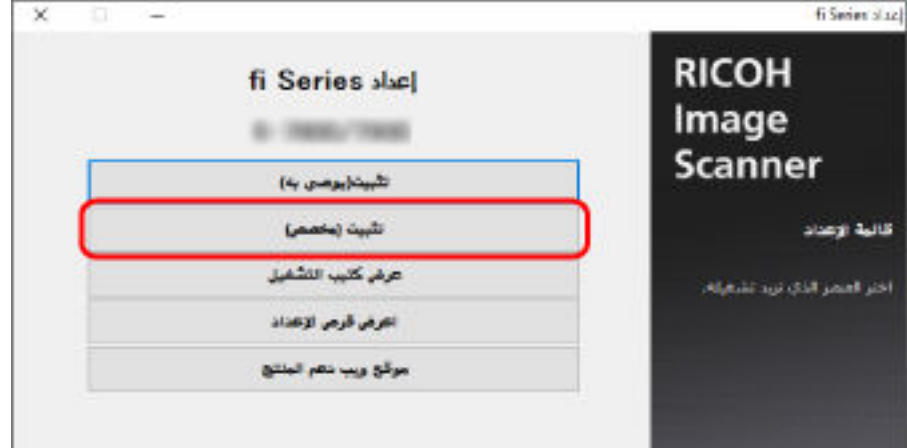 إعداد fi Series
RICOH
Image
Scanner
قائمة الإعداد
اختر العنصر الذي تريد تشغيله.
إعداد fi Series
تثبيت(يوصى به)
تثبيت (مخصص)
عرض كتيب التشغيل
اعرض قرص الإعداد
موقع ويب دعم المنتج